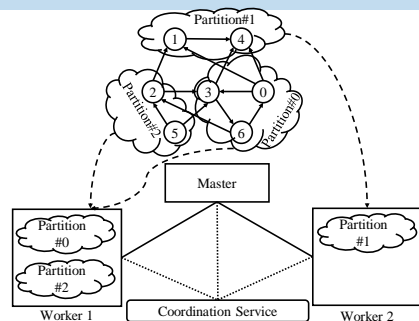 Partition#1
1
4
2
3
0
5
6
Partition#2
Partition#0
Master
Partition
#0
Partition
#2
Partition
#1
Worker 1
Coordination Service
Worker 2